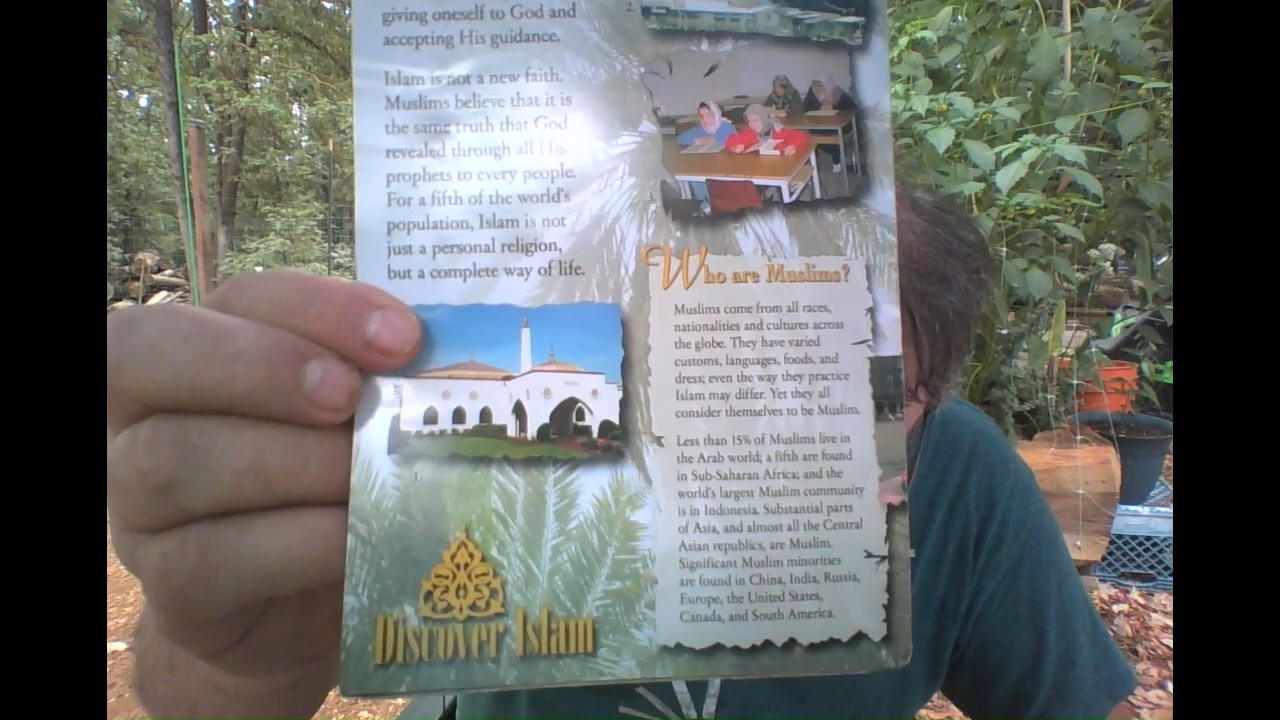 giving oneself to God and
accepting His guidance.
Islam is not a new faith.
Muslims believe that it is
the same truth that God
revealed through all His
prophets to every people.
For a fifth of the world's
population, Islam is not
just a personal religion,
but a complete way of life.
1.
Discover Islam
2.
3.
Who are Muslims?
Muslims come from all races,
nationalities and cultures across
the globe. They have varied
customs, languages, foods, and
dress; even the way they practice
Islam may differ. Yet they all
consider themselves to be Muslim.
Less than 15% of Muslims live in
the Arab world; a fifth are found
in Sub-Saharan Africa; and the
world's largest Muslim community
is in Indonesia. Substantial parts
of Asia, and almost all the Central
Asian republics, are Muslim.
Significant Muslim minorities
are found in China, India, Russia,
Europe, the United States,
Canada, and South America.